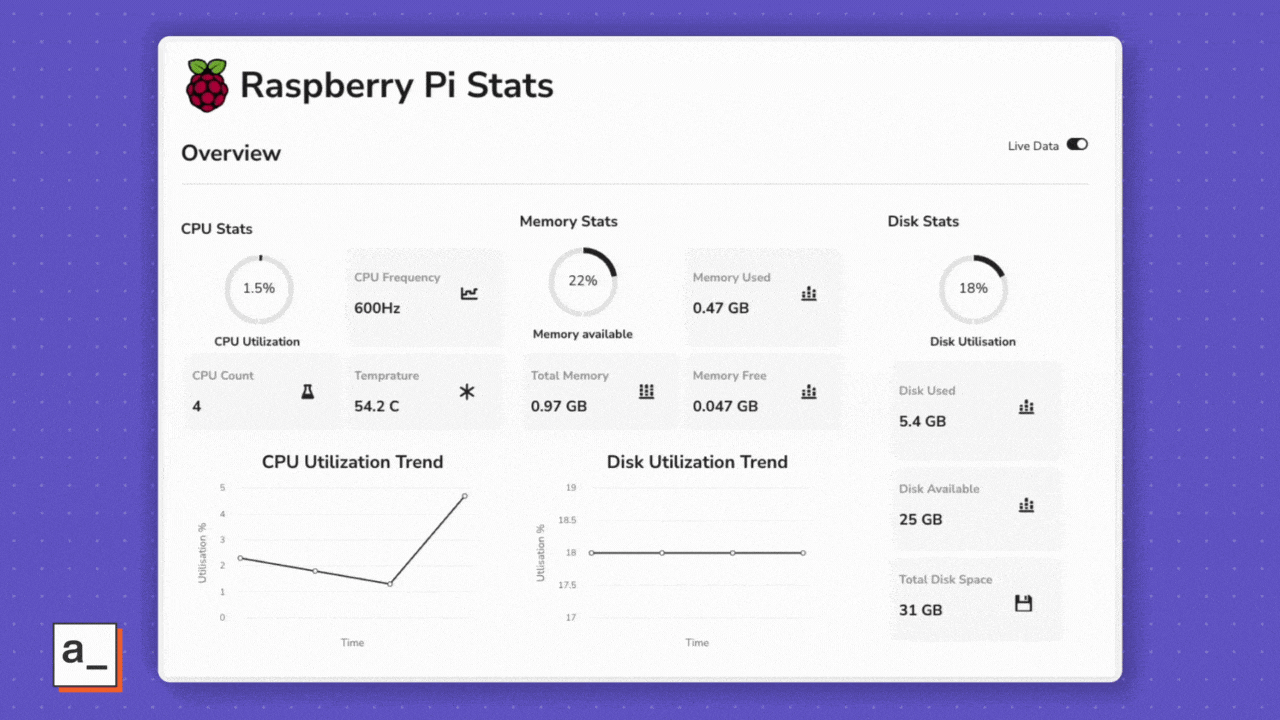 Raspberry Pi Stats
Overview
Live Data
CPU Stats
1.5%
CPU Utilization
CPU Frequency
600Hz
CPU Count
4
Temprature
54.2 C
Memory Stats
22%
Memory available
Memory Used
0.47 GB
Total Memory
0.97 GB
Memory Free
0.047 GB
Disk Stats
18%
Disk Utilisation
Disk Used
5.4 GB
Disk Available
25 GB
Total Disk Space
31 GB
CPU Utilization Trend
Utilisation %
5
4
3
2
1
0
Time
Disk Utilization Trend
Utlisation %
19
18.5
18
17.5
17
Time
a_